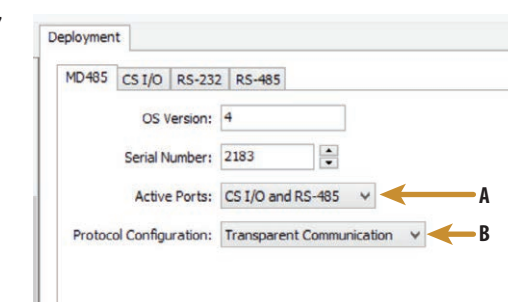 Deployment
MD485 CS I/O RS-232 RS-485
OS Version: 4
Serial Number: 2183
Active Ports: CS I/O and RS-485 A
Protocol Configuration: Transparent Communication B